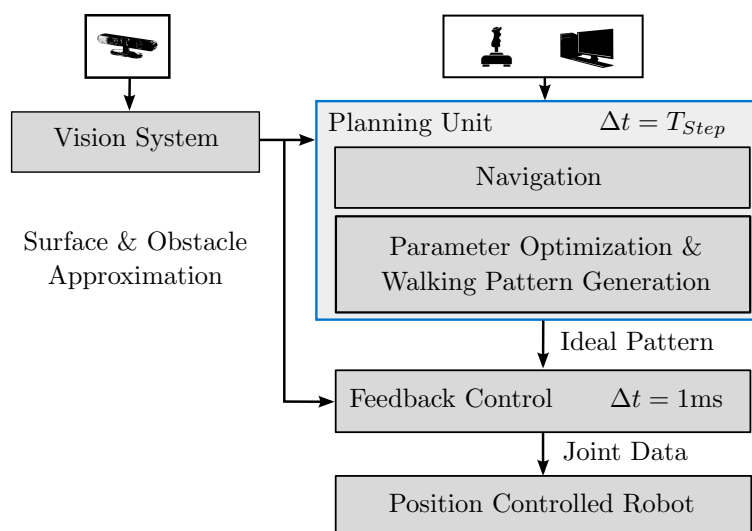 Vision System
Planning Unit Δt = T_Step
Navigation
Surface & Obstacle
Approximation
Parameter Optimization &
Walking Pattern Generation
Ideal Pattern
Feedback Control Δt = 1ms
Joint Data
Position Controlled Robot